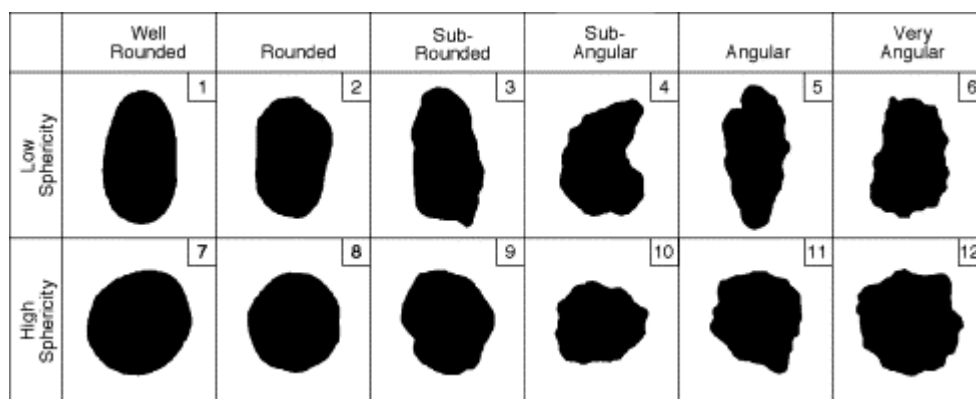 Well
Rounded
Rounded
Sub-
Rounded
Sub-
Angular
Angular
Very
Angular
Low
Sphericity
1
2
3
4
5
6
High
Sphericity
7
8
9
10
11
12